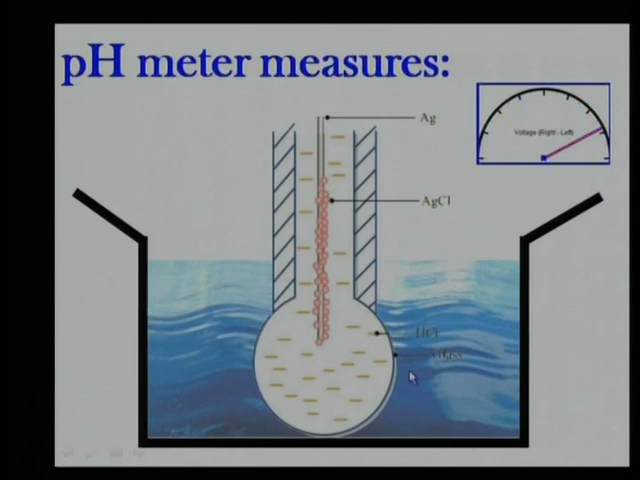 pH meter measures:
Ag
Voltage (Right - Left)
AgCl
HCl
Glass